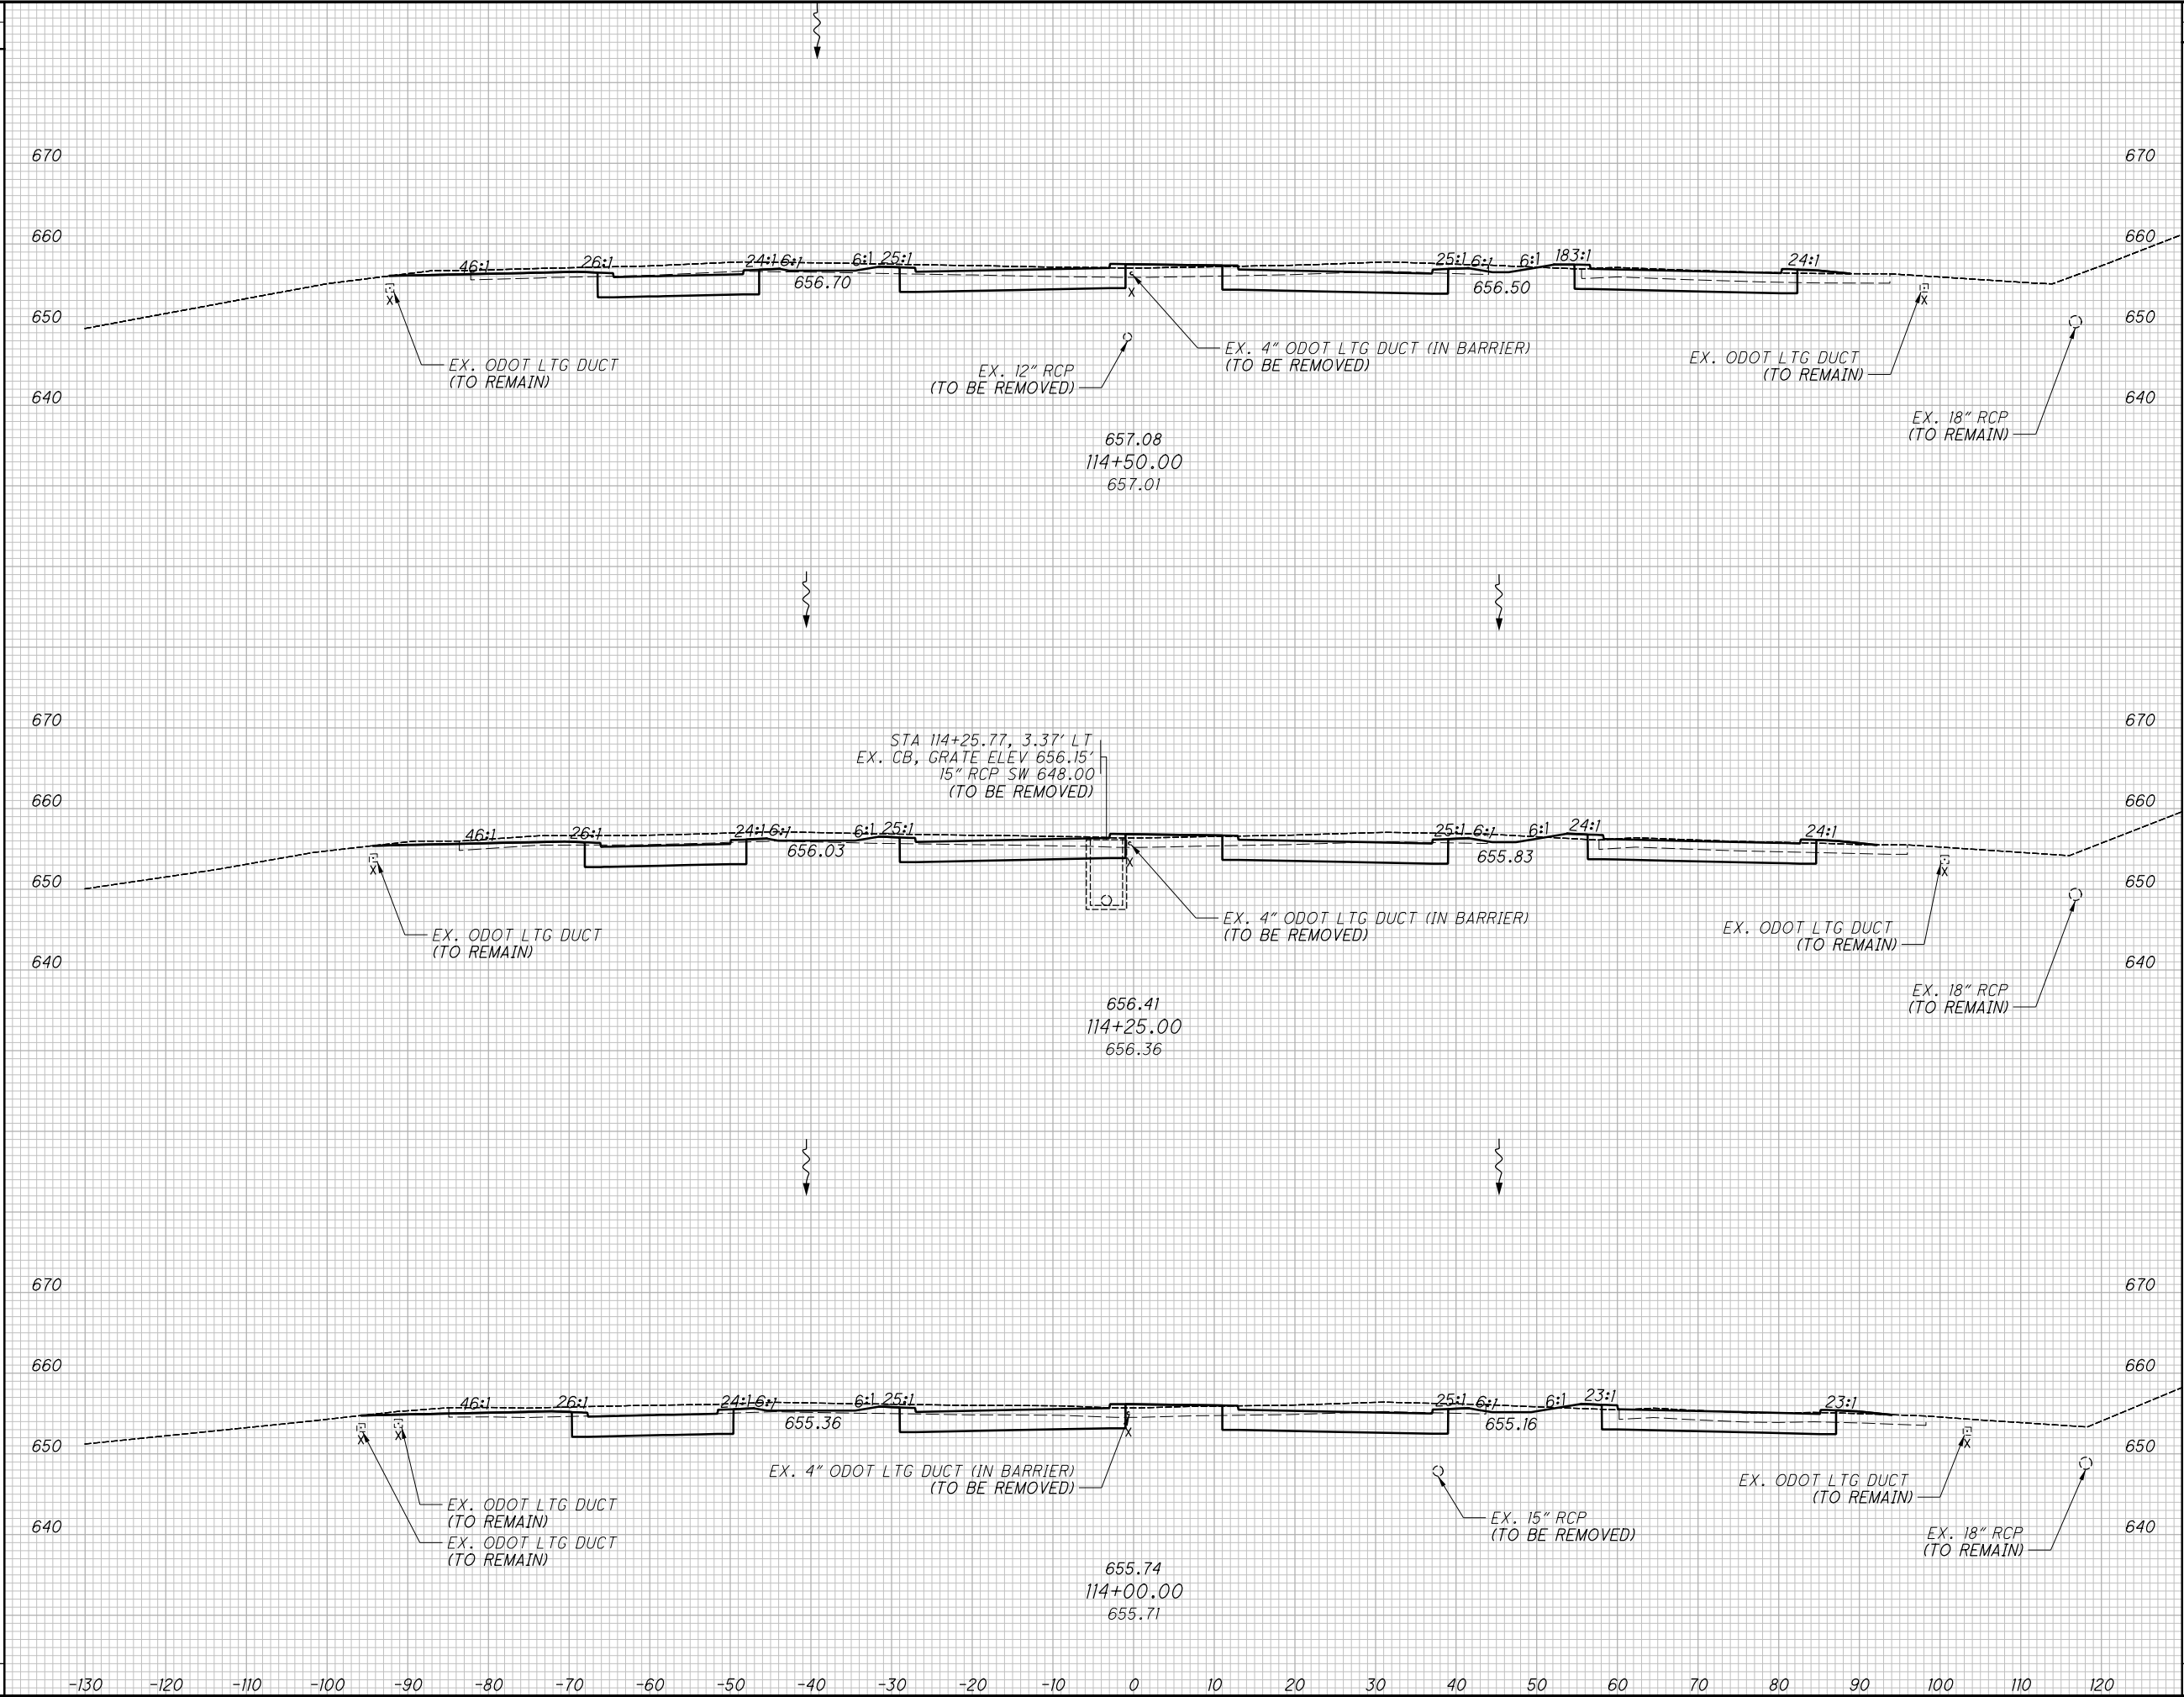 670
670
660
660
46:1
26:1
24:1
6:1
6:1
25:1
25:1
6:1
6:1
183:1
24:1
656.70
656.50
650
650
X
X
X
EX. ODOT LTG DUCT
(TO REMAIN)
EX. 12" RCP
(TO BE REMOVED)
EX. 4" ODOT LTG DUCT (IN BARRIER)
(TO BE REMOVED)
EX. ODOT LTG DUCT
(TO REMAIN)
640
640
EX. 18" RCP
(TO REMAIN)
657.08
114+50.00
657.01
670
670
STA 114+25.77, 3.37' LT
EX. CB, GRATE ELEV 656.15'
15" RCP SW 648.00
(TO BE REMOVED)
660
660
46:1
26:1
24:1
6:1
6:1
25:1
25:1
6:1
6:1
24:1
24:1
656.03
655.83
X
X
X
650
650
EX. ODOT LTG DUCT
(TO REMAIN)
EX. 4" ODOT LTG DUCT (IN BARRIER)
(TO BE REMOVED)
EX. ODOT LTG DUCT
(TO REMAIN)
640
640
EX. 18" RCP
(TO REMAIN)
656.41
114+25.00
656.36
670
670
660
660
46:1
26:1
24:1
6:1
6:1
25:1
25:1
6:1
6:1
23:1
23:1
655.36
655.16
X
X
X
X
650
650
EX. 4" ODOT LTG DUCT (IN BARRIER)
(TO BE REMOVED)
EX. ODOT LTG DUCT
(TO REMAIN)
EX. ODOT LTG DUCT
(TO REMAIN)
EX. ODOT LTG DUCT
(TO REMAIN)
EX. 15" RCP
(TO BE REMOVED)
640
640
EX. 18" RCP
(TO REMAIN)
655.74
114+00.00
655.71
-130 -120 -110 -100 -90 -80 -70 -60 -50 -40 -30 -20 -10 0 10 20 30 40 50 60 70 80 90 100 110 120